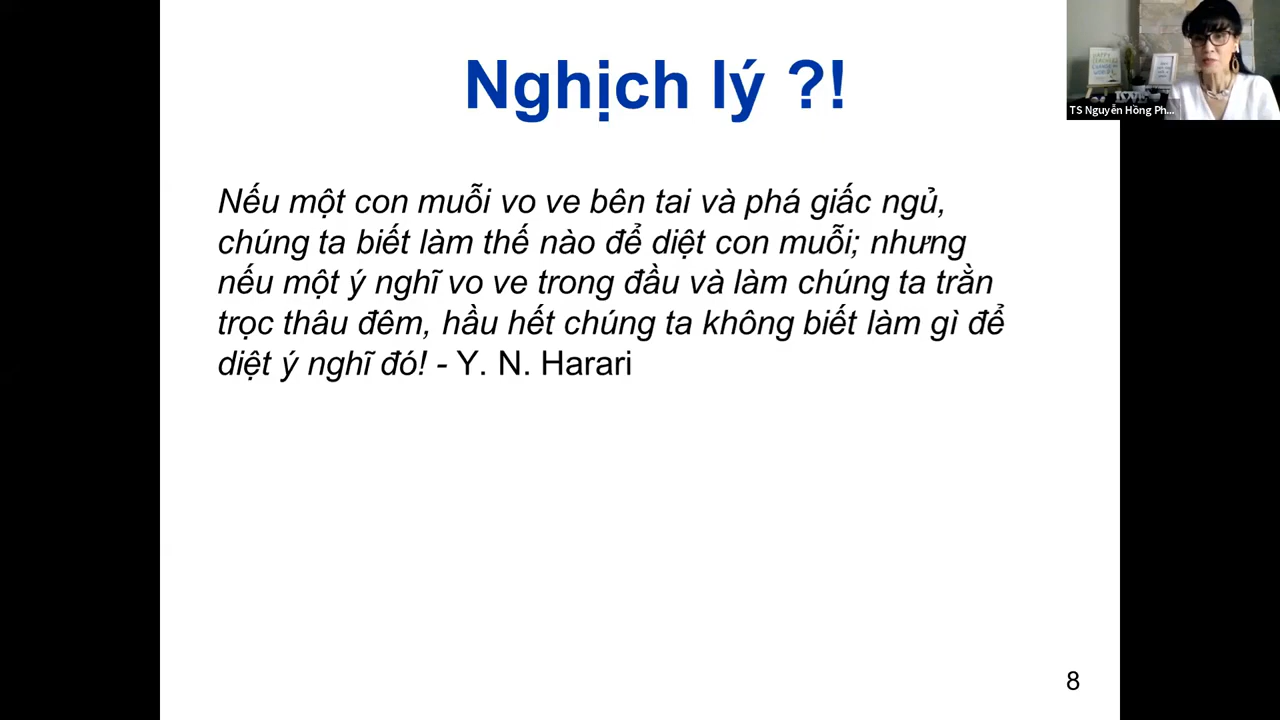 Nghịch lý ?!
TS Nguyễn Hồng Ph...
Nếu một con muỗi vo ve bên tai và phá giấc ngủ,
chúng ta biết làm thế nào để diệt con muỗi; nhưng
nếu một ý nghĩ vo ve trong đầu và làm chúng ta trằn
trọc thâu đêm, hầu hết chúng ta không biết làm gì để
diệt ý nghĩ đó! - Y. N. Harari
8